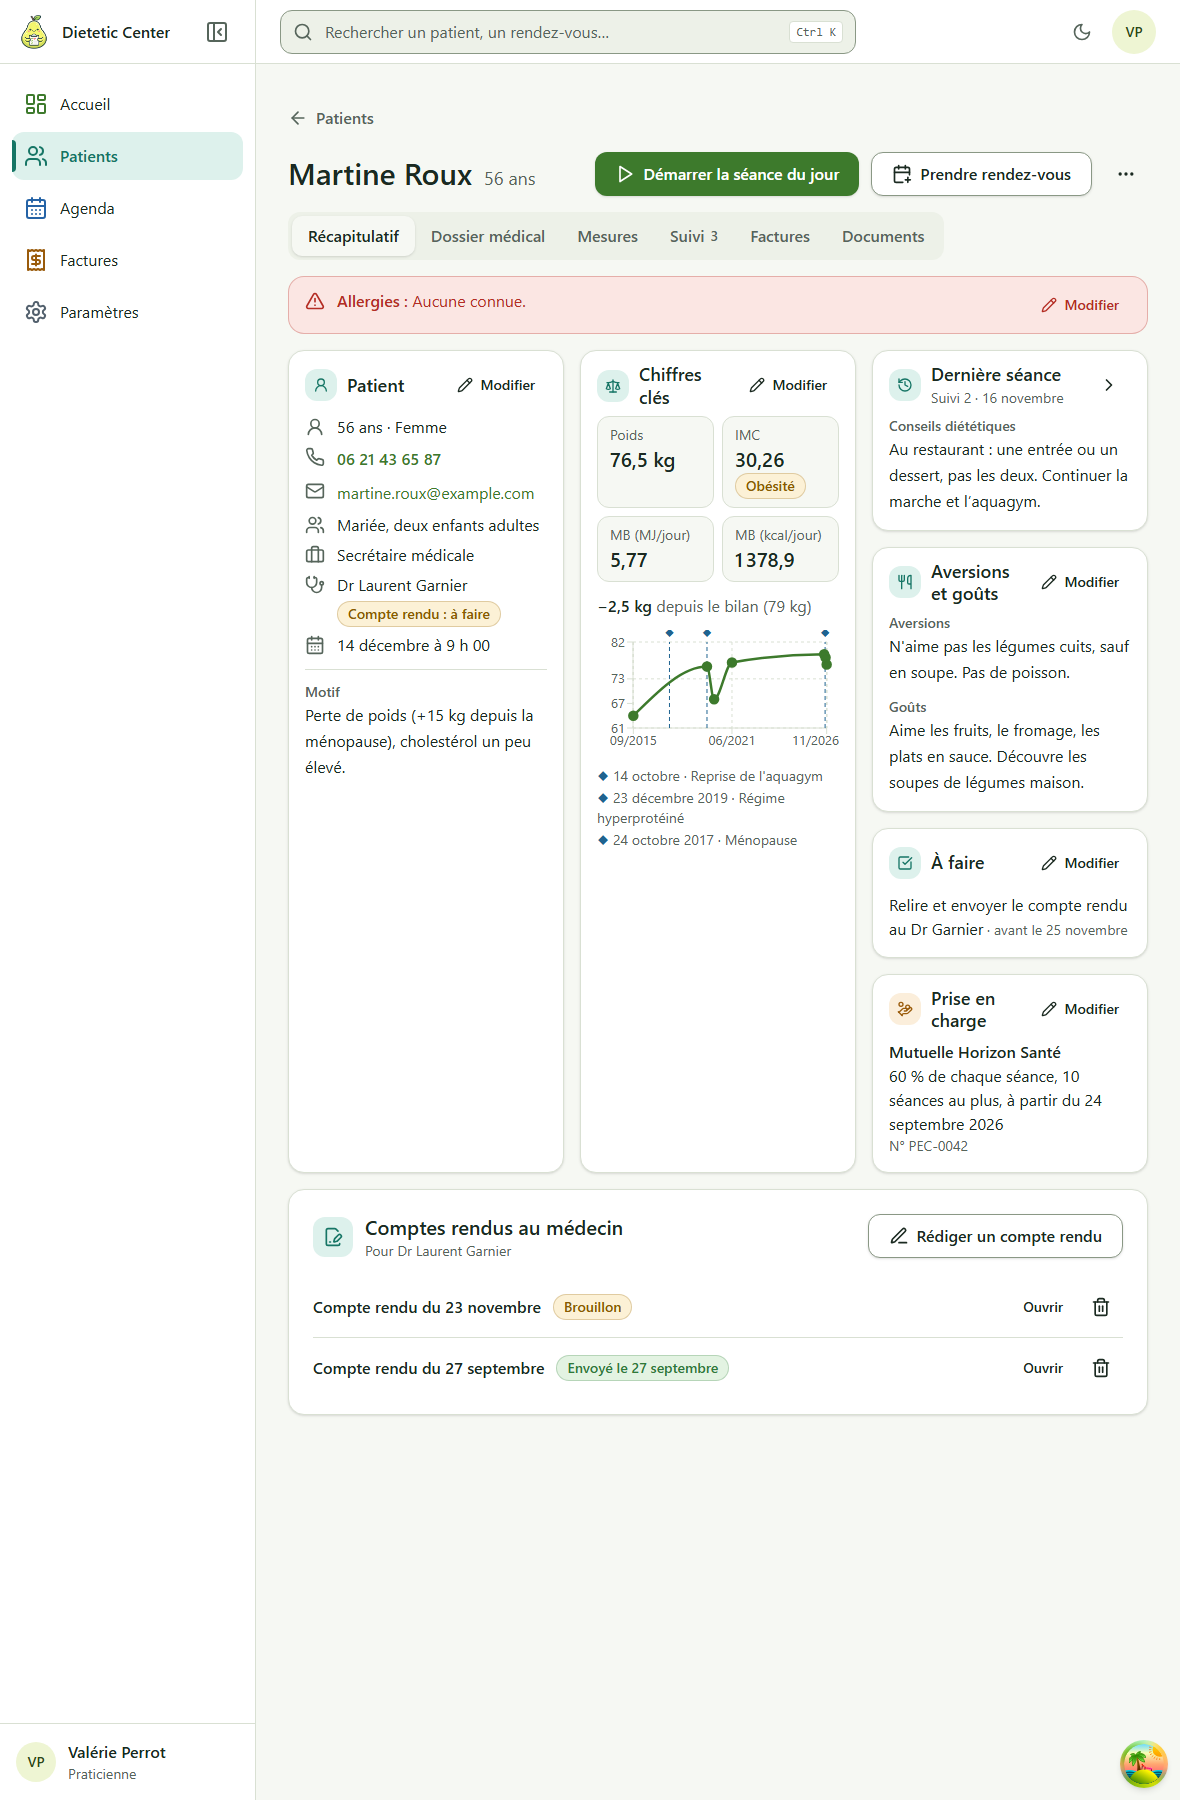 Dietetic Center
Rechercher un patient, un rendez-vous...
Ctrl K
VP
Accueil
Patients
Agenda
Factures
Paramètres
Patients
Martine Roux 56 ans
Démarrer la séance du jour
Prendre rendez-vous
Récapitulatif
Dossier médical
Mesures
Suivi 3
Factures
Documents
Allergies : Aucune connue.
Modifier
Patient
Modifier
56 ans · Femme
06 21 43 65 87
martine.roux@example.com
Mariée, deux enfants adultes
Secrétaire médicale
Dr Laurent Garnier
Compte rendu : à faire
14 décembre à 9 h 00
Motif
Perte de poids (+15 kg depuis la
ménopause), cholestérol un peu
élevé.
Chiffres
clés
Modifier
Poids
76,5 kg
IMC
30,26
Obésité
MB (MJ/jour)
5,77
MB (kcal/jour)
1378,9
−2,5 kg depuis le bilan (79 kg)
82
73
67
61
09/2015
06/2021
11/2026
14 octobre · Reprise de l'aquagym
23 décembre 2019 · Régime
hyperprotéiné
24 octobre 2017 · Ménopause
Dernière séance
Suivi 2 · 16 novembre
Conseils diététiques
Au restaurant : une entrée ou un
dessert, pas les deux. Continuer la
marche et l'aquagym.
Aversions
et goûts
Modifier
Aversions
N'aime pas les légumes cuits, sauf
en soupe. Pas de poisson.
Goûts
Aime les fruits, le fromage, les
plats en sauce. Découvre les
soupes de légumes maison.
À faire
Modifier
Relire et envoyer le compte rendu
au Dr Garnier · avant le 25 novembre
Prise en
charge
Modifier
Mutuelle Horizon Santé
60 % de chaque séance, 10
séances au plus, à partir du 24
septembre 2026
N° PEC-0042
Comptes rendus au médecin
Pour Dr Laurent Garnier
Rédiger un compte rendu
Compte rendu du 23 novembre
Brouillon
Ouvrir
Compte rendu du 27 septembre
Envoyé le 27 septembre
Ouvrir
VP
Valérie Perrot
Praticienne